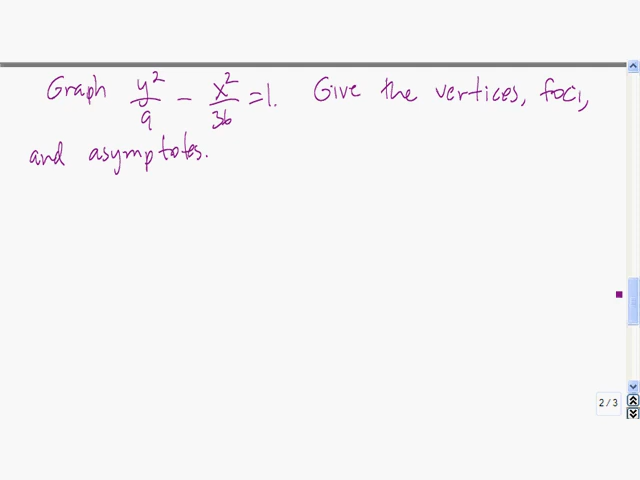 Graph y²/9 - x²/36 = 1. Give the vertices, foci,
and asymptotes.
2 / 3